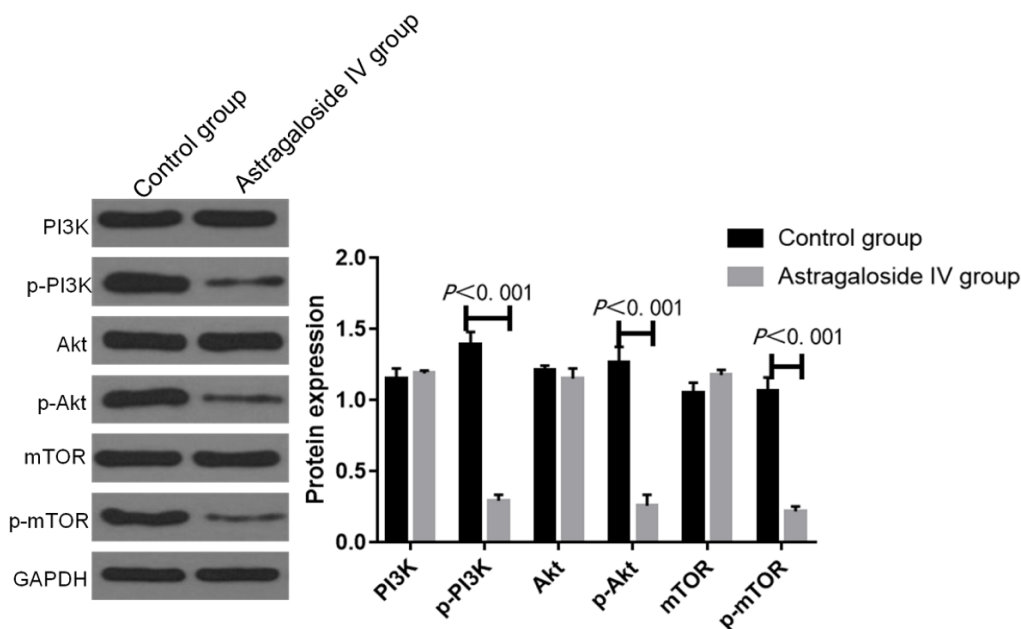 Control group
Astragaloside IV group
PI3K
p-PI3K
Akt
p-Akt
mTOR
p-mTOR
GAPDH
Control group
Astragaloside IV group
Protein expression
2.0
1.5
1.0
0.5
0.0
P<0.001
P<0.001
P<0.001
PI3K
p-PI3K
Akt
p-Akt
mTOR
p-mTOR